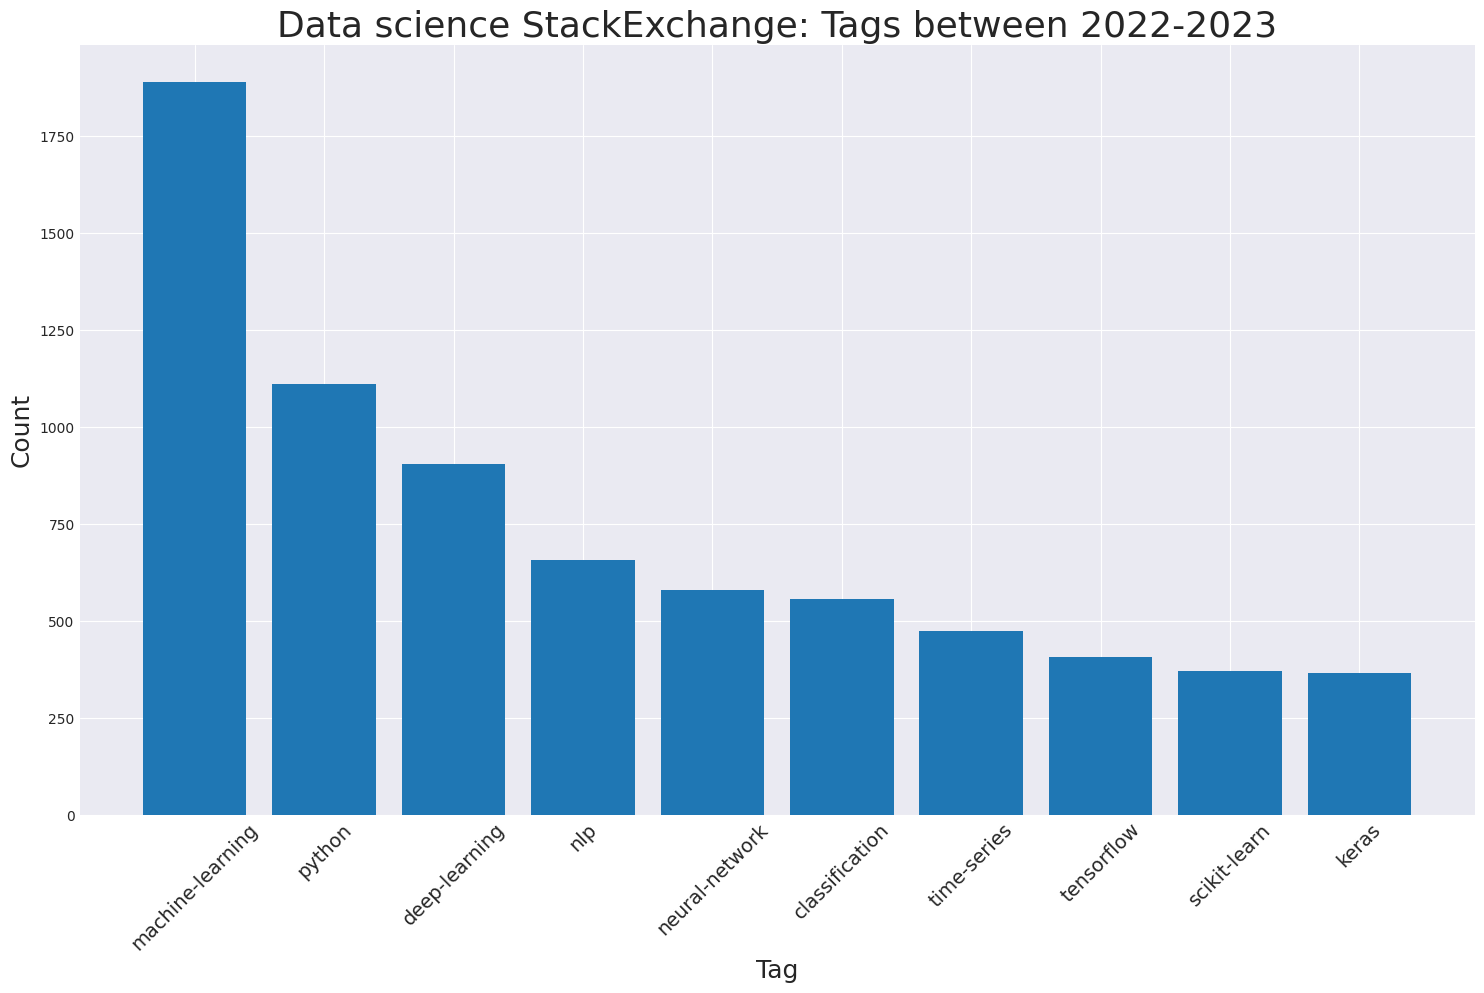 Data science StackExchange: Tags between 2022-2023
1750
1500
1250
1000
750
500
250
0
Count
machine-learning
python
deep-learning
nlp
neural-network
classification
time-series
tensorflow
scikit-learn
keras
Tag